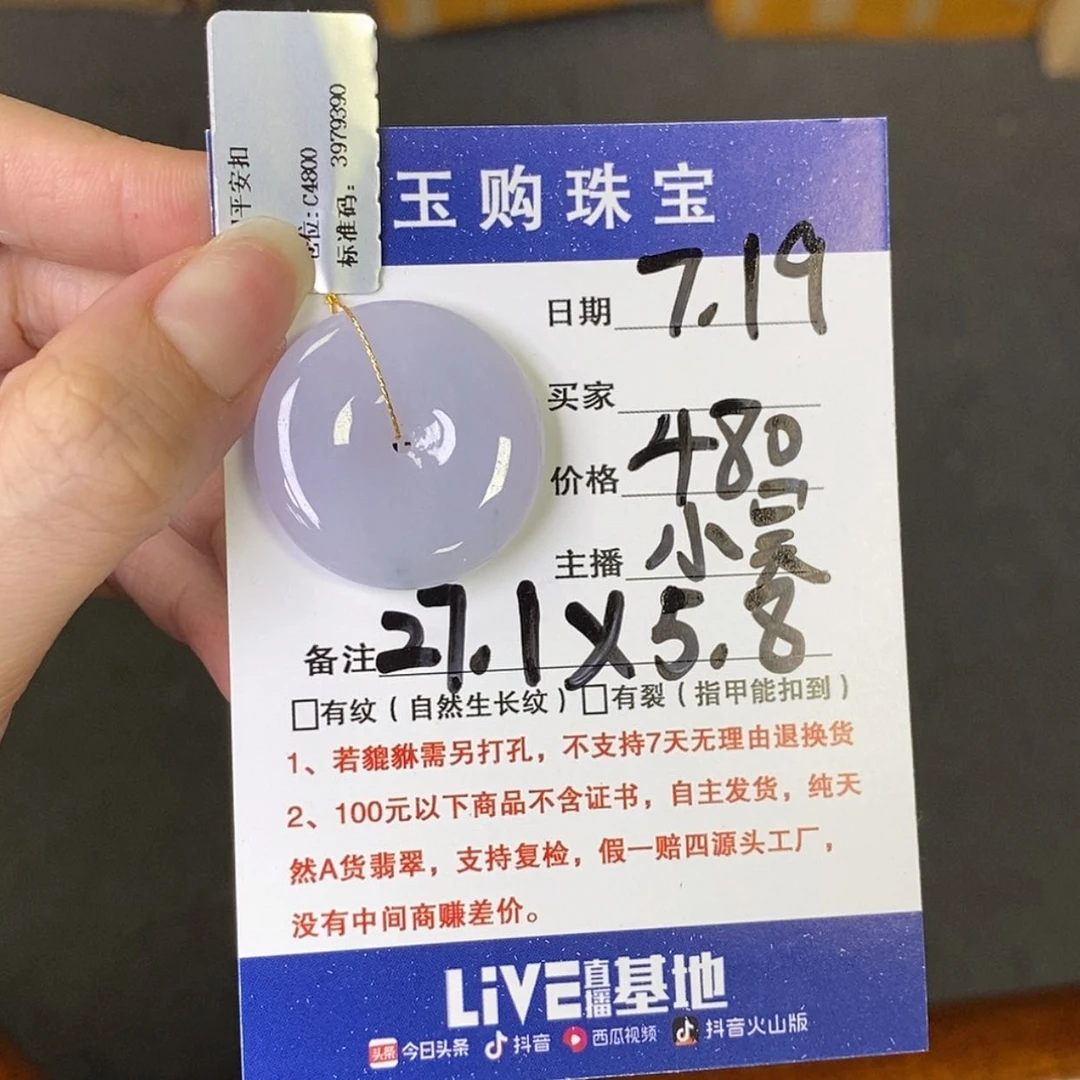 平安扣
位:C4800
标准码：3979390
玉购珠宝
日期 7.19
买家
价格 480
主播 小
备注 27.1X5.8
□有纹（自然生长纹）□有裂（指甲能扣到）
1、若貔貅需另打孔，不支持7天无理由退换货
2、100元以下商品不含证书，自主发货，纯天
然A货翡翠，支持复检，假一赔四源头工厂，
没有中间商赚差价。
LiVE直播基地
头条 今日头条 抖音 西瓜视频 抖音火山版